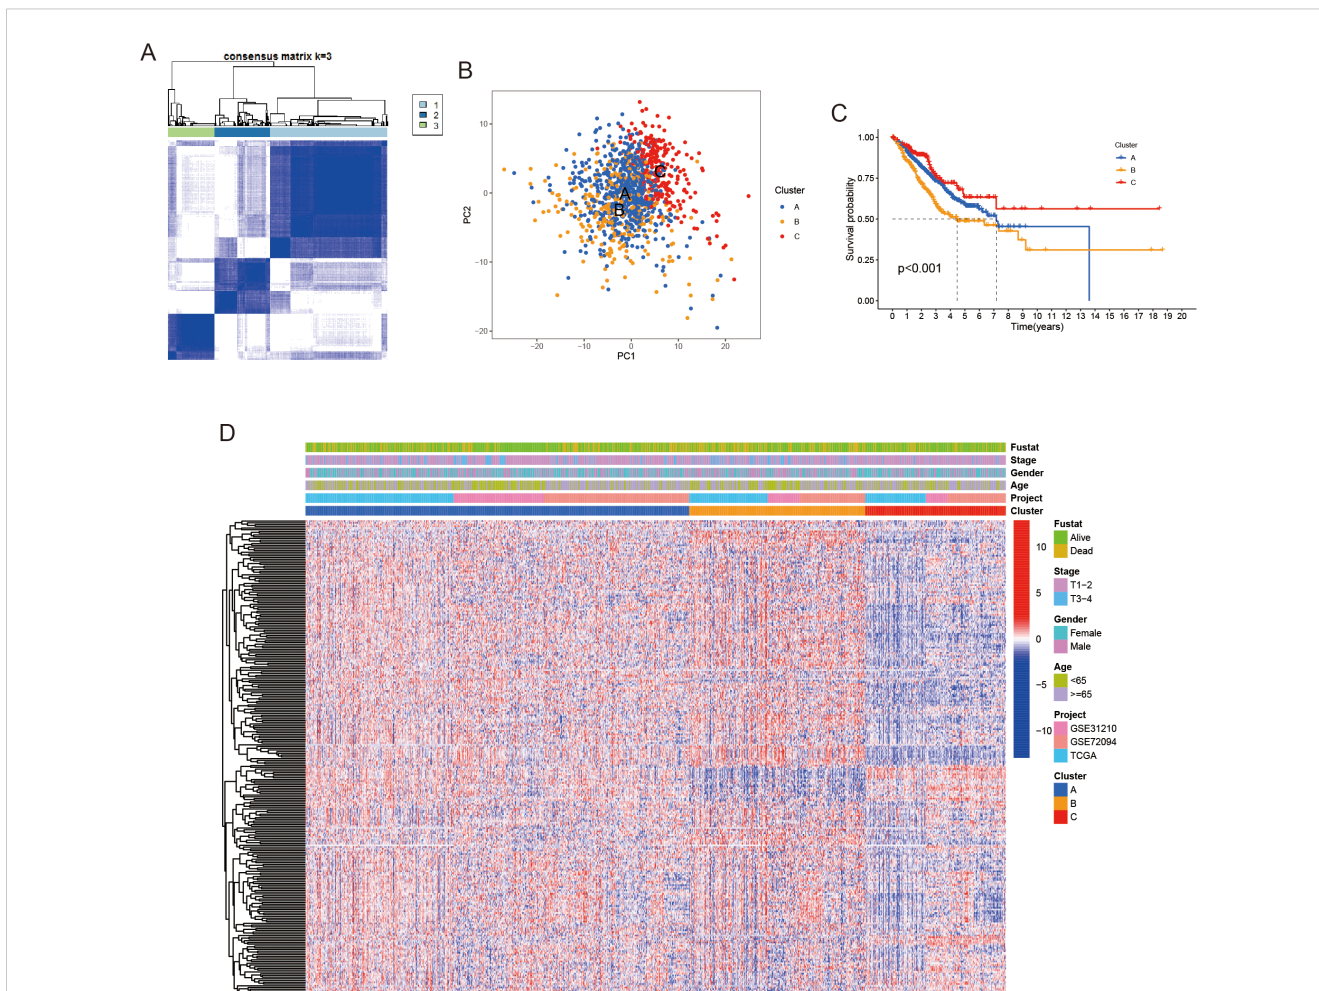 A
consensus matrix k=3
1
2
3
B
10
0
−10
−20
PC2
−20
−10
0
10
20
PC1
A
B
C
Cluster
A
B
C
C
1.00
0.75
0.50
0.25
0.00
Survival probability
p<0.001
0 1 2 3 4 5 6 7 8 9 10 11 12 13 14 15 16 17 18 19 20
Time(years)
Cluster
A
B
C
D
Fustat
Stage
Gender
Age
Project
Cluster
10
5
0
−5
−10
Fustat
Alive
Dead
Stage
T1−2
T3−4
Gender
Female
Male
Age
<65
>=65
Project
GSE31210
GSE72094
TCGA
Cluster
A
B
C